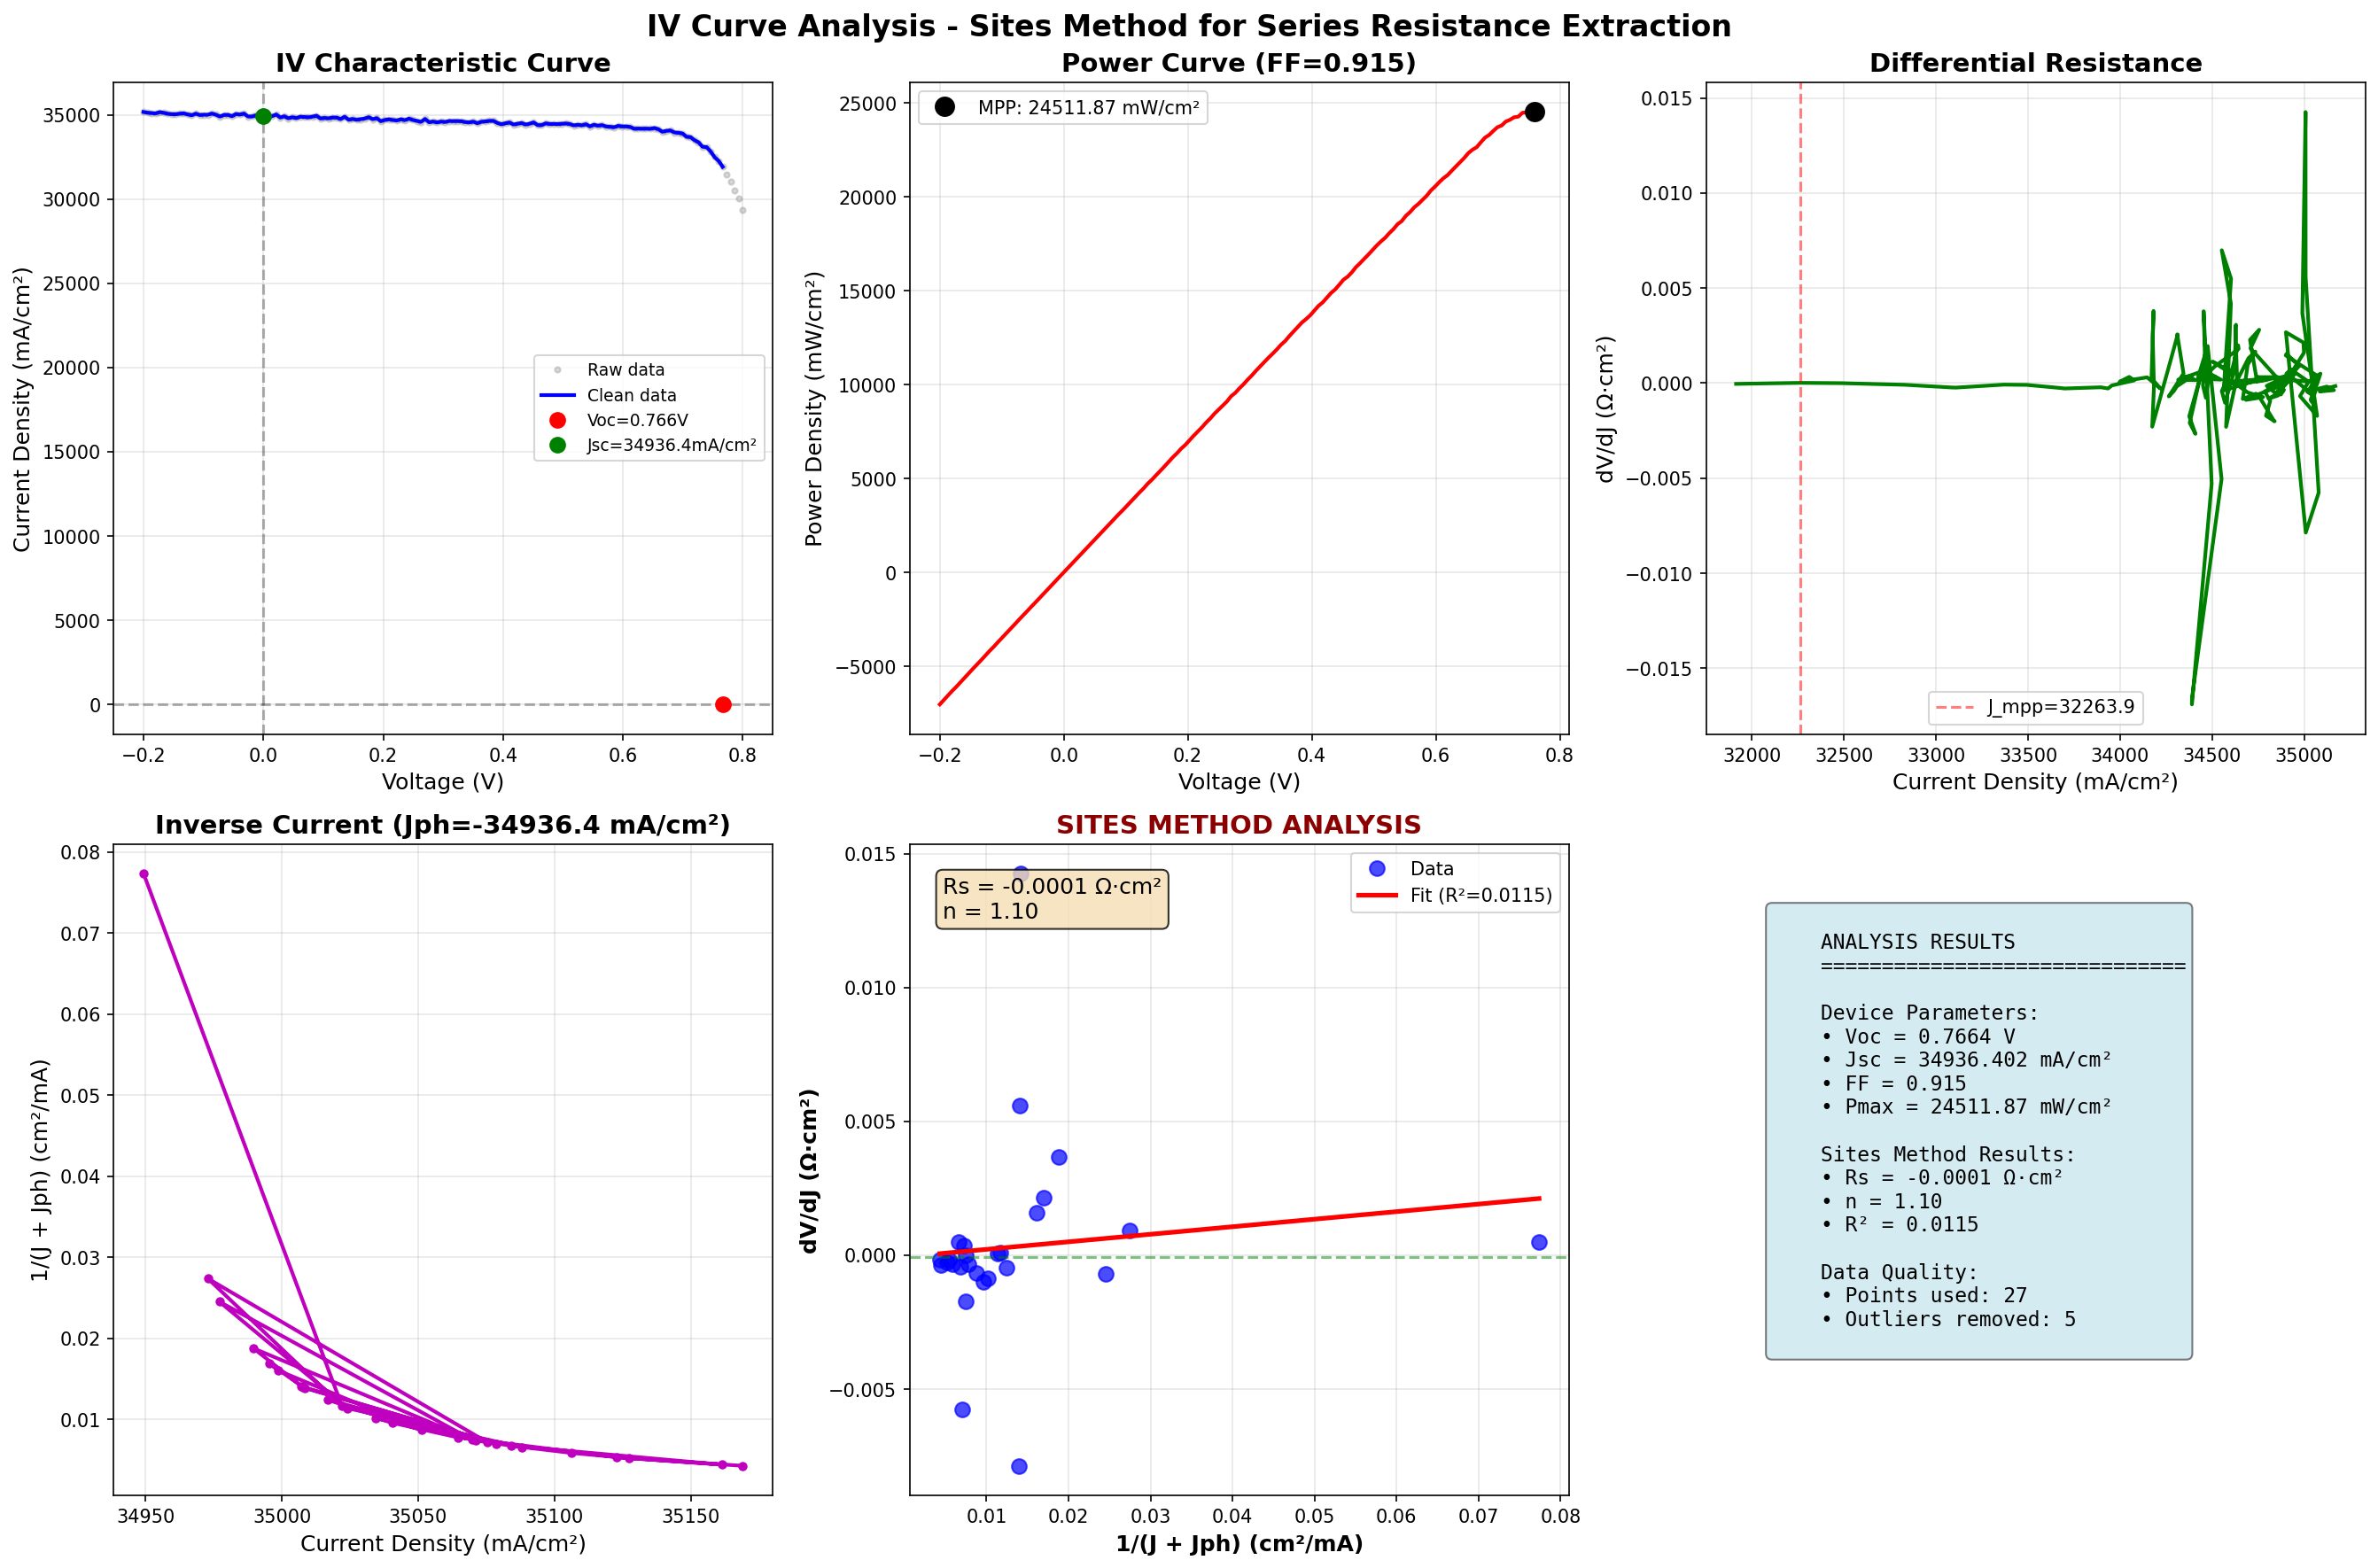 IV Curve Analysis - Sites Method for Series Resistance Extraction
IV Characteristic Curve
35000
30000
25000
20000
15000
10000
5000
0
Current Density (mA/cm²)
Raw data
Clean data
Voc=0.766V
Jsc=34936.4mA/cm²
−0.2
0.0
0.2
0.4
0.6
0.8
Voltage (V)
Power Curve (FF=0.915)
MPP: 24511.87 mW/cm²
25000
20000
15000
10000
5000
0
−5000
Power Density (mW/cm²)
−0.2
0.0
0.2
0.4
0.6
0.8
Voltage (V)
Differential Resistance
0.015
0.010
0.005
0.000
−0.005
−0.010
−0.015
dV/dJ (Ω·cm²)
J_mpp=32263.9
32000
32500
33000
33500
34000
34500
35000
Current Density (mA/cm²)
Inverse Current (Jph=-34936.4 mA/cm²)
0.08
0.07
0.06
0.05
0.04
0.03
0.02
0.01
1/(J + Jph) (cm²/mA)
34950
35000
35050
35100
35150
Current Density (mA/cm²)
SITES METHOD ANALYSIS
Rs = -0.0001 Ω·cm²
n = 1.10
Data
Fit (R²=0.0115)
0.015
0.010
0.005
0.000
−0.005
dV/dJ (Ω·cm²)
0.01
0.02
0.03
0.04
0.05
0.06
0.07
0.08
1/(J + Jph) (cm²/mA)
ANALYSIS RESULTS
==============================
Device Parameters:
• Voc = 0.7664 V
• Jsc = 34936.402 mA/cm²
• FF = 0.915
• Pmax = 24511.87 mW/cm²
Sites Method Results:
• Rs = -0.0001 Ω·cm²
• n = 1.10
• R² = 0.0115
Data Quality:
• Points used: 27
• Outliers removed: 5